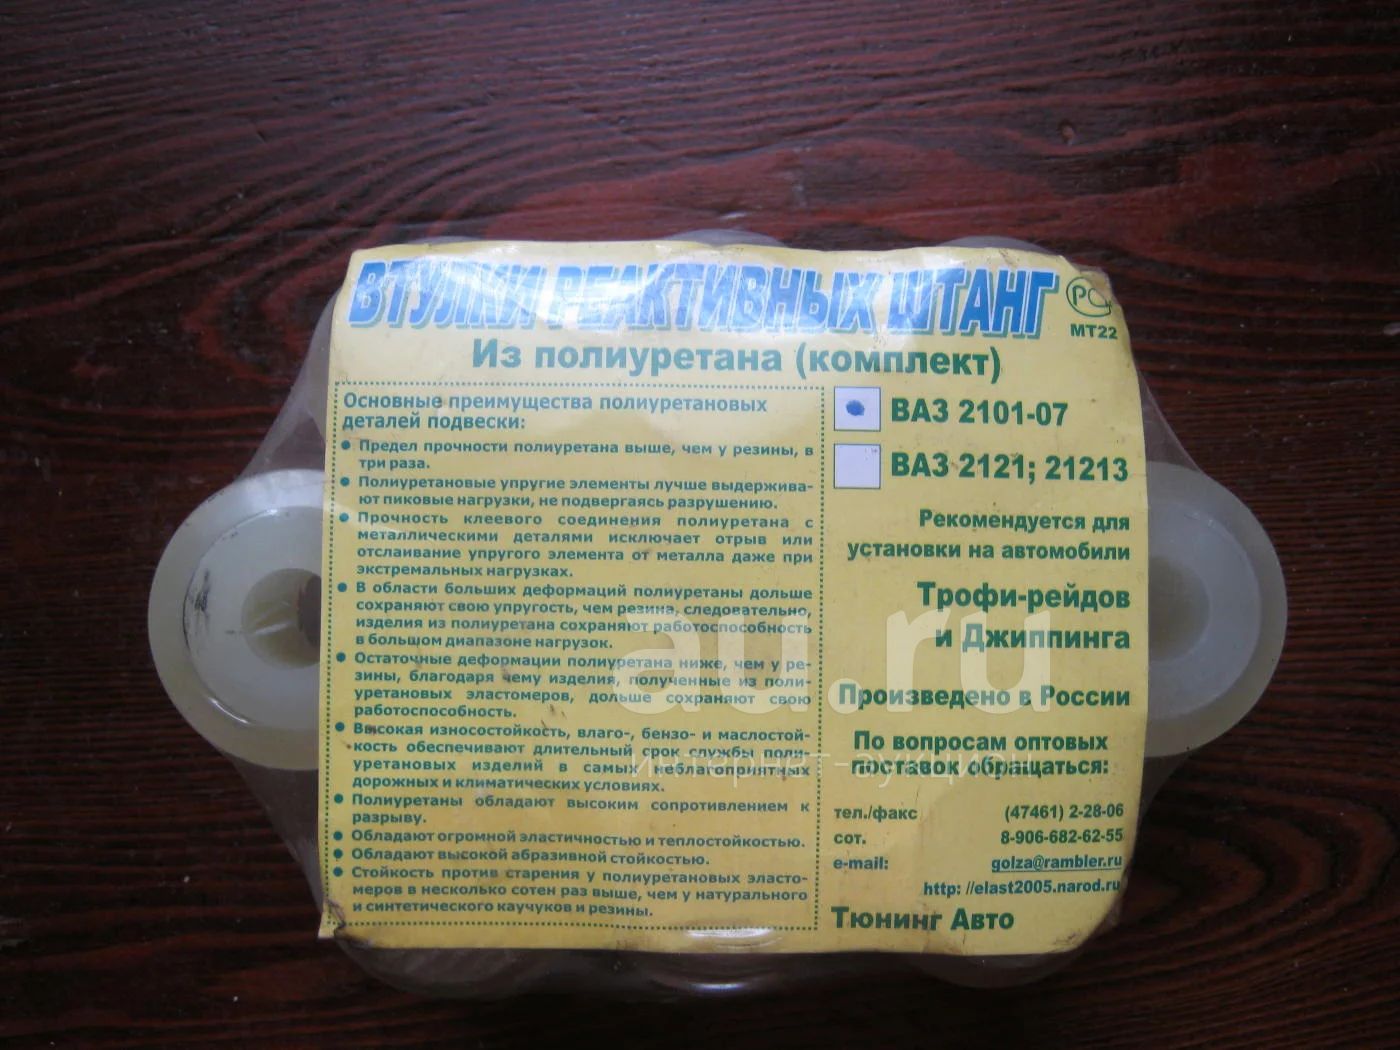 ВТУЛКИ РЕАКТИВНЫХ ШТАНГ
РС
МТ22
Из полиуретана (комплект)
Основные преимущества полиуретановых
деталей подвески:
• Предел прочности полиуретана выше, чем у резины, в
три раза.
• Полиуретановые упругие элементы лучше выдержива-
ют пиковые нагрузки, не подвергаясь разрушению.
• Прочность клеевого соединения полиуретана с
металлическими деталями исключает отрыв или
отслаивание упругого элемента от металла даже при
экстремальных нагрузках.
• В области больших деформаций полиуретаны дольше
сохраняют свою упругость, чем резина, следовательно,
изделия из полиуретана сохраняют работоспособность
в большом диапазоне нагрузок.
• Остаточные деформации полиуретана ниже, чем у ре-
зины, благодаря чему изделия, полученные из поли-
уретановых эластомеров, дольше сохраняют свою
работоспособность.
• Высокая износостойкость, влаго-, бензо- и маслостой-
кость обеспечивают длительный срок службы поли-
уретановых изделий в самых неблагоприятных
дорожных и климатических условиях.
• Полиуретаны обладают высоким сопротивлением к
разрыву.
• Обладают огромной эластичностью и теплостойкостью.
• Обладают высокой абразивной стойкостью.
• Стойкость против старения у полиуретановых эласто-
меров в несколько сотен раз выше, чем у натурального
и синтетического каучуков и резины.
ВАЗ 2101-07
ВАЗ 2121; 21213
Рекомендуется для
установки на автомобили
Трофи-рейдов
и Джиппинга
Произведено в России
По вопросам оптовых
поставок обращаться:
тел./факс (47461) 2-28-06
сот. 8-906-682-62-55
e-mail: golza@rambler.ru
http: //elast2005.narod.ru
Тюнинг Авто
au.ru
интернет-аукцион